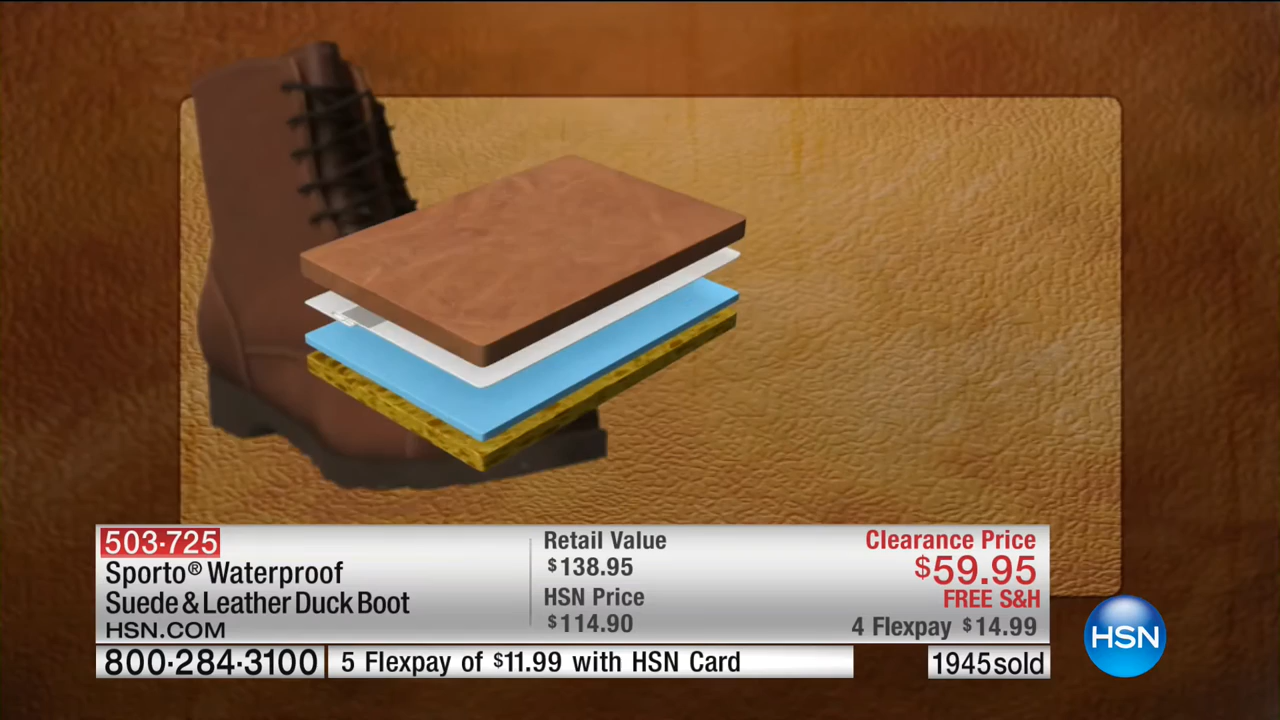 503-725
Sporto® Waterproof
Suede & Leather Duck Boot
HSN.COM
Retail Value
$138.95
HSN Price
$114.90
Clearance Price
$59.95
FREE S&H
4 Flexpay $14.99
HSN
800-284-3100
5 Flexpay of $11.99 with HSN Card
1945 sold